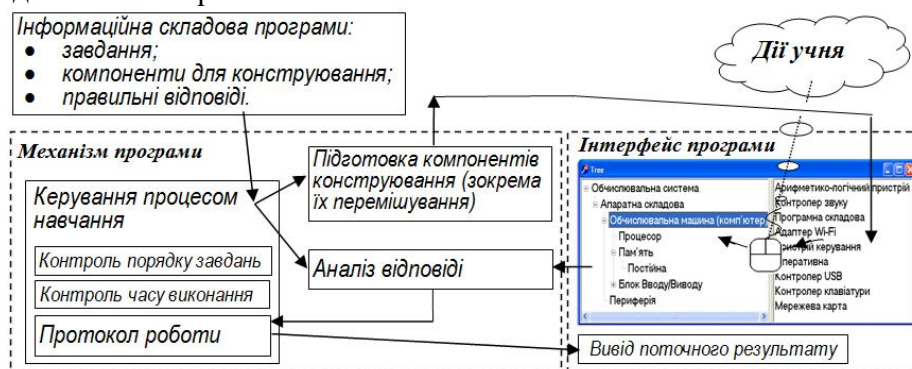 Інформаційна складова програми:
● завдання;
● компоненти для конструювання;
● правильні відповіді.
Дії учня
Механізм програми
Керування процесом
навчання
Контроль порядку завдань
Контроль часу виконання
Протокол роботи
Підготовка компонентів
конструювання (зокрема
їх перемішування)
Аналіз відповіді
Інтерфейс програми
Tree
Обчислювальна система
Апаратна складова
Обчислювальна машина (комп'ютер)
Процесор
Пам'ять
Постійна
Блок Вводу/Виводу
Периферія
Арифметико-логічний пристрій
Контролер звуку
Програмна складова
Адаптер Wi-Fi
керування
Оперативна
Контролер USB
Контролер клавіатури
Мережева карта
Вивід поточного результату